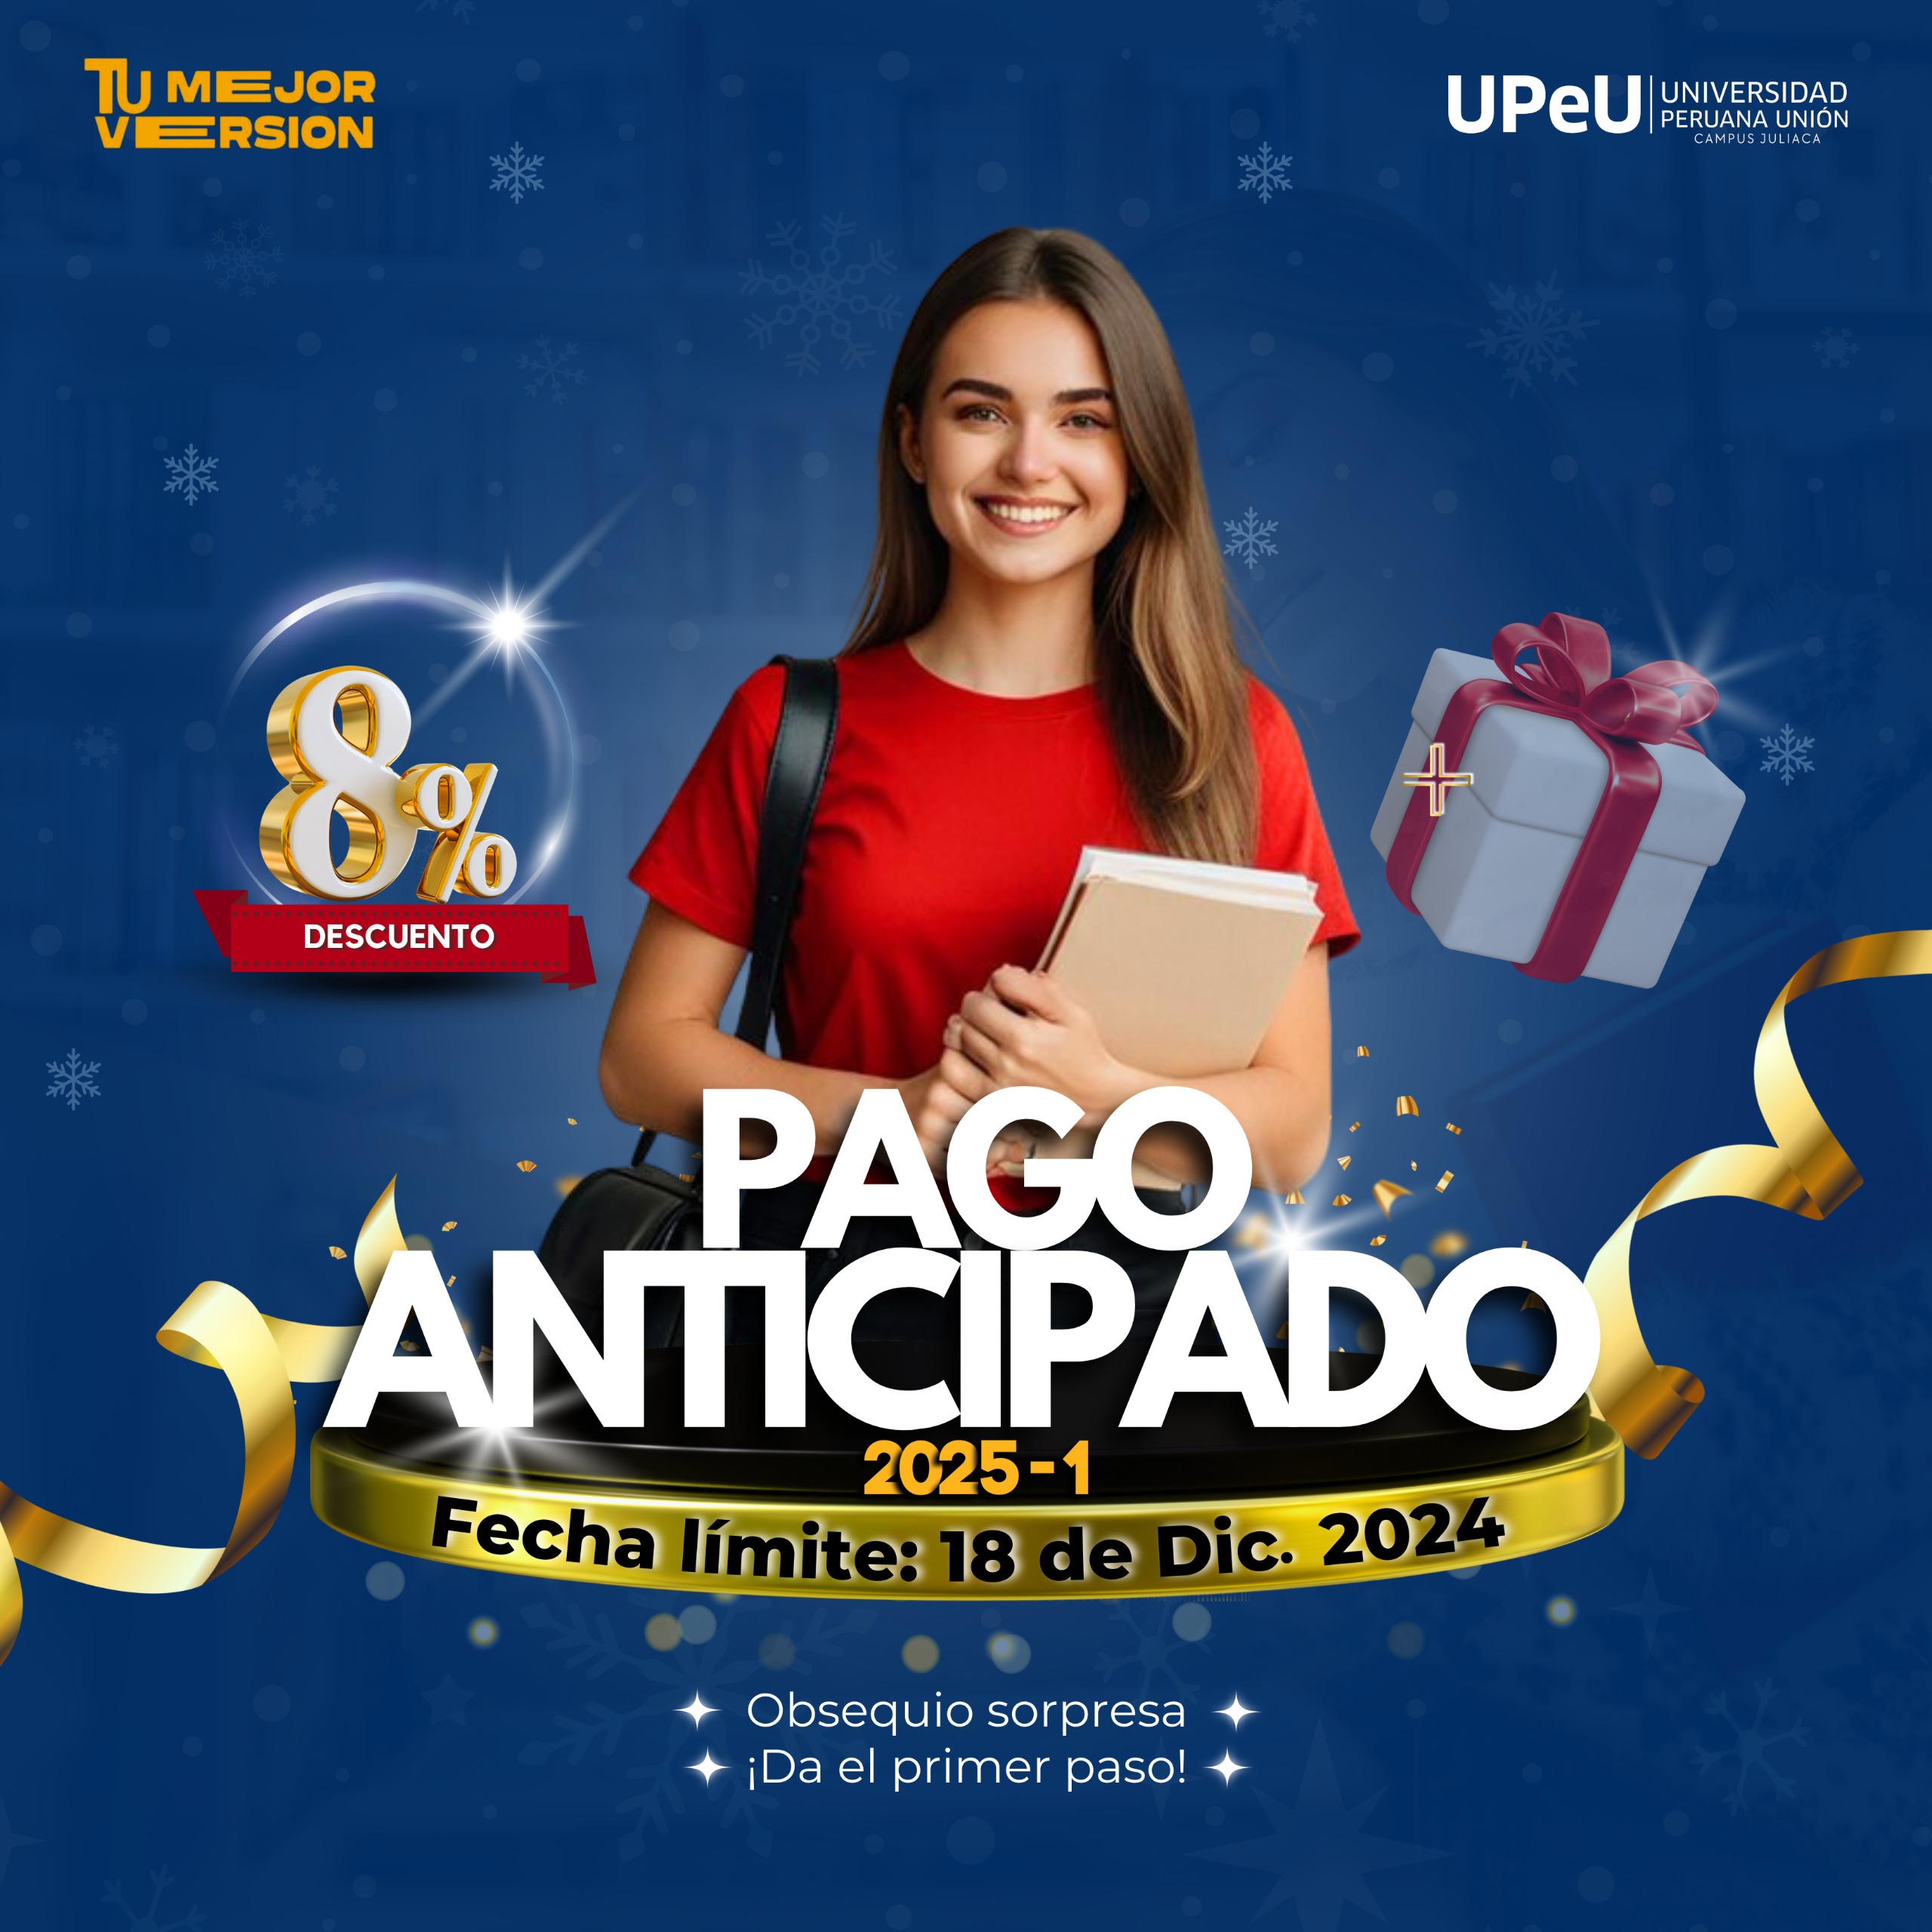 TU MEJOR
VERSION
UPeU
UNIVERSIDAD
PERUANA UNIÓN
CAMPUS JULIACA
8%
DESCUENTO
PAGO
ANTICIPADO
2025-1
Fecha límite: 18 de Dic. 2024
Obsequio sorpresa
¡Da el primer paso!